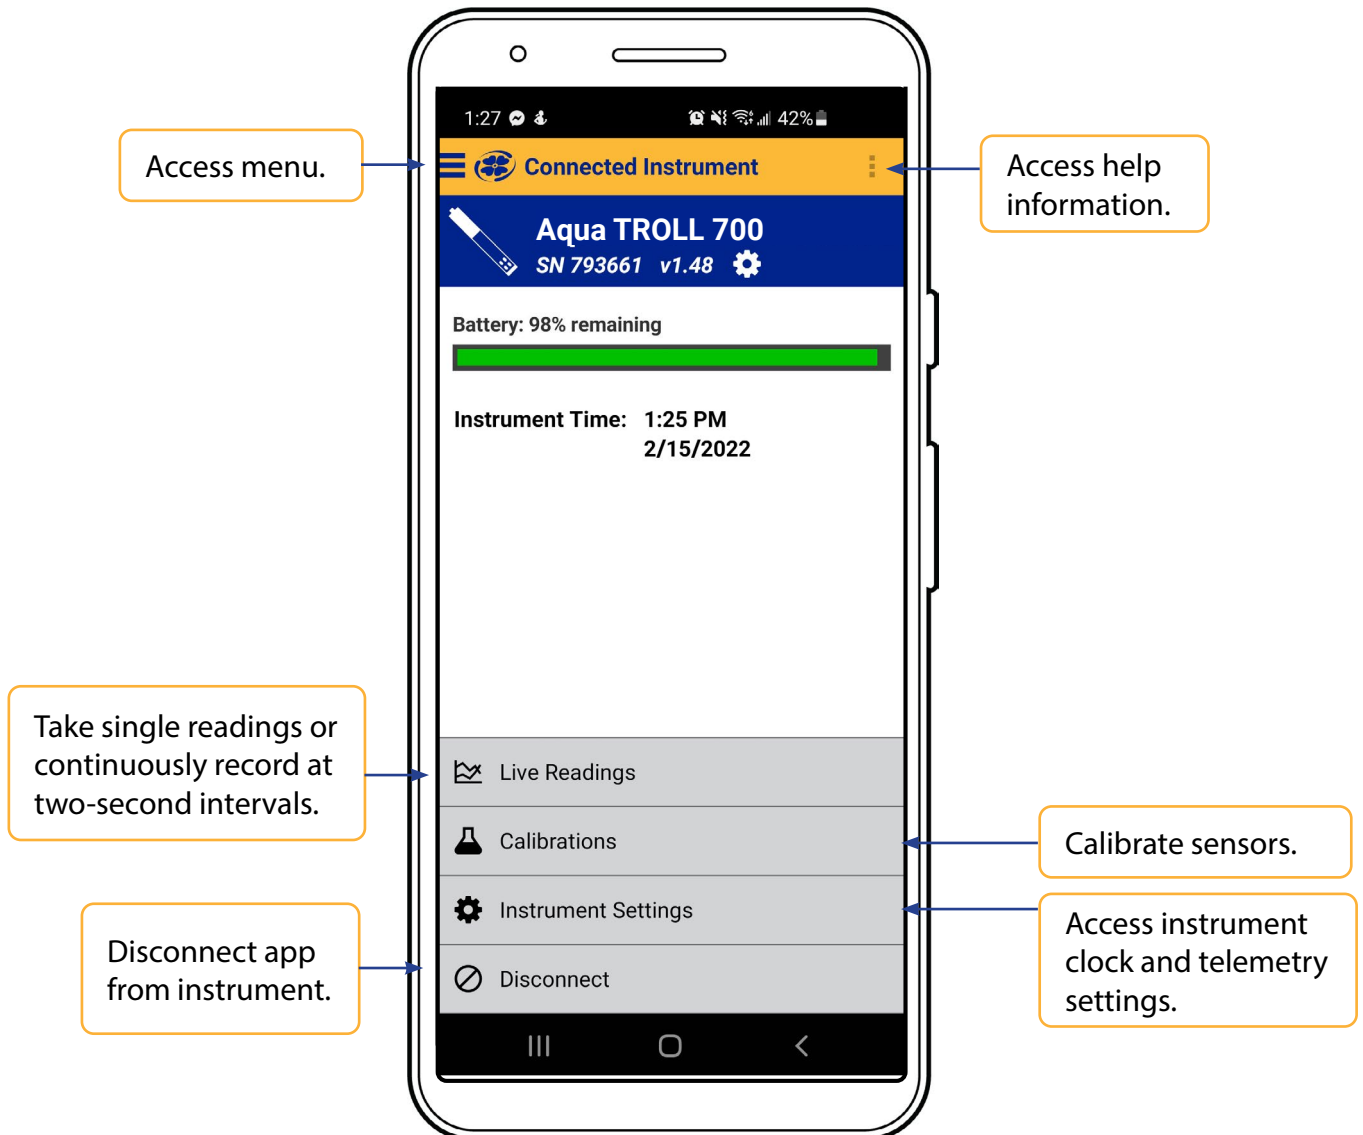 1:27
42%
Access menu.
Connected Instrument
Access help
information.
Aqua TROLL 700
SN 793661 v1.48
Battery: 98% remaining
Instrument Time: 1:25 PM
2/15/2022
Take single readings or
continuously record at
two-second intervals.
Live Readings
Calibrations
Calibrate sensors.
Instrument Settings
Access instrument
clock and telemetry
settings.
Disconnect app
from instrument.
Disconnect